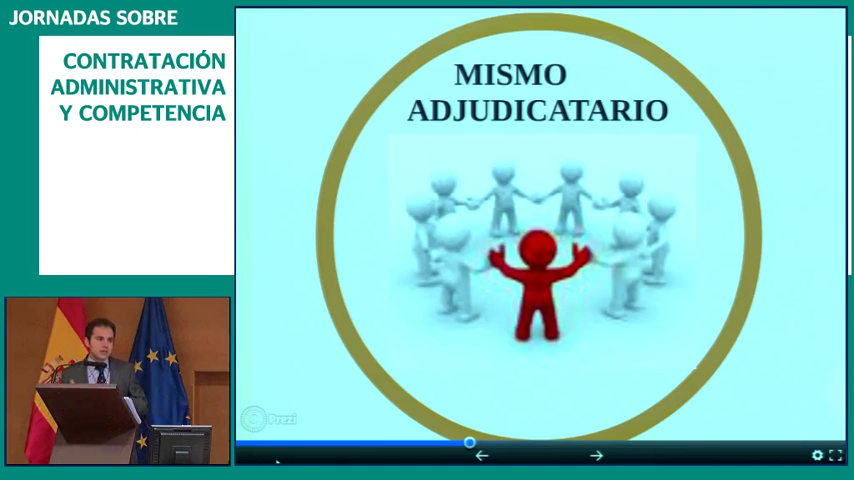 JORNADAS SOBRE
CONTRATACIÓN
ADMINISTRATIVA
Y COMPETENCIA
MISMO
ADJUDICATARIO
Prezi